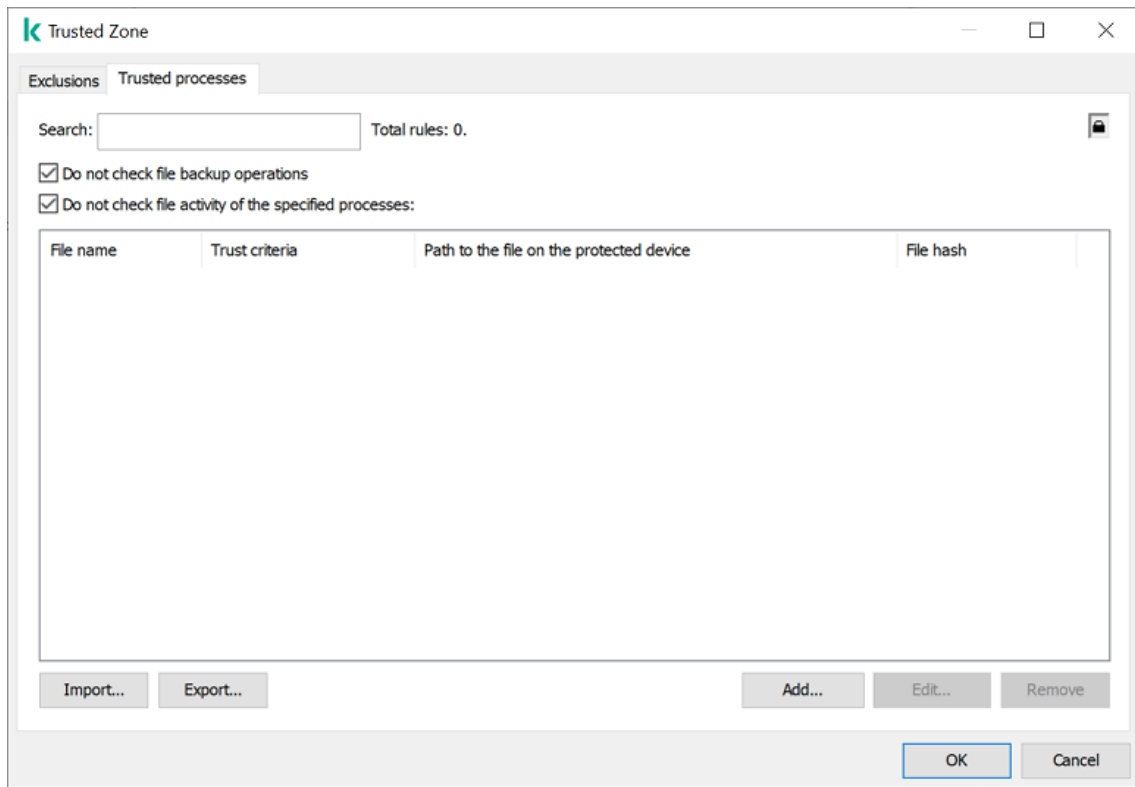 Trusted Zone
Exclusions Trusted processes
Search: Total rules: 0.
Do not check file backup operations
Do not check file activity of the specified processes:
File name Trust criteria Path to the file on the protected device File hash
Import... Export... Add... Edit... Remove
OK Cancel